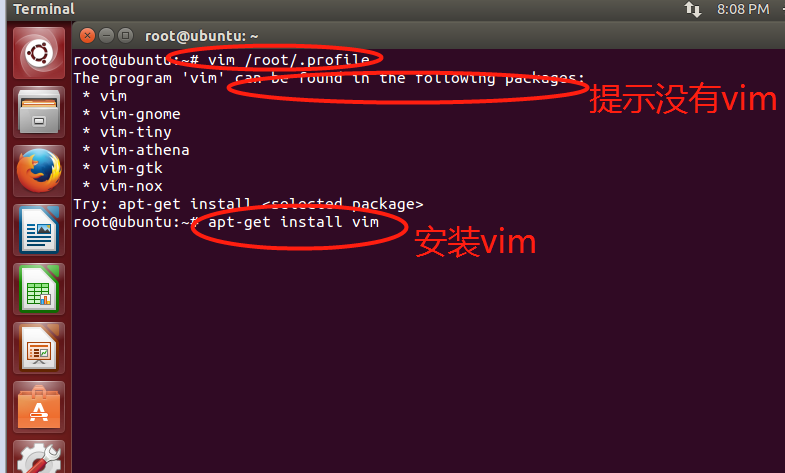 Terminal
8:08 PM
root@ubuntu: ~
root@ubuntu:~# vim /root/.profile
The program 'vim' can be found in the following packages:
提示没有vim
* vim
* vim-gnome
* vim-tiny
* vim-athena
* vim-gtk
* vim-nox
Try: apt-get install <selected package>
root@ubuntu:~# apt-get install vim
安装vim